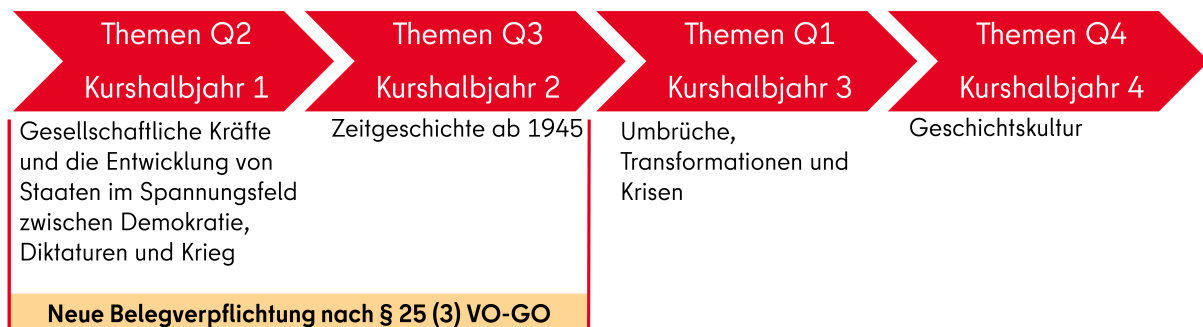 Themen Q2
Kurshalbjahr 1
Themen Q3
Kurshalbjahr 2
Themen Q1
Kurshalbjahr 3
Themen Q4
Kurshalbjahr 4
Gesellschaftliche Kräfte
und die Entwicklung von
Staaten im Spannungsfeld
zwischen Demokratie,
Diktaturen und Krieg
Zeitgeschichte ab 1945
Umbrüche,
Transformationen und
Krisen
Geschichtskultur
Neue Belegverpflichtung nach § 25 (3) VO-GO